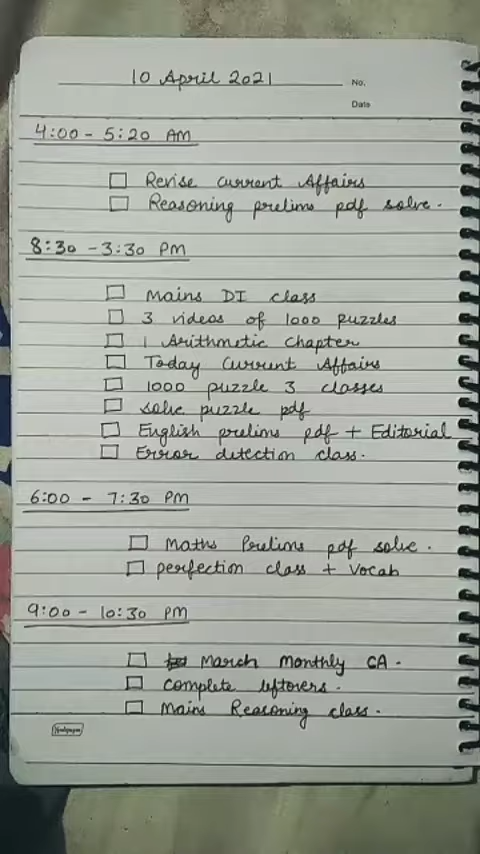 10 April 2021
No.
Date
4:00 - 5:20 AM
Revise current Affairs
Reasoning prelims pdf solve.
8:30 - 3:30 PM
Mains DI class
3 videos of 1000 Puzzles
1 Arithmetic chapter
Today Current Affairs
1000 puzzle 3 classes
solve puzzle pdf
English prelims pdf + Editorial
Error detection class.
6:00 - 7:30 PM
Maths Prelims pdf solve.
perfection class + Vocab
9:00 - 10:30 PM
March Monthly CA.
complete leftovers.
Mains Reasoning class.